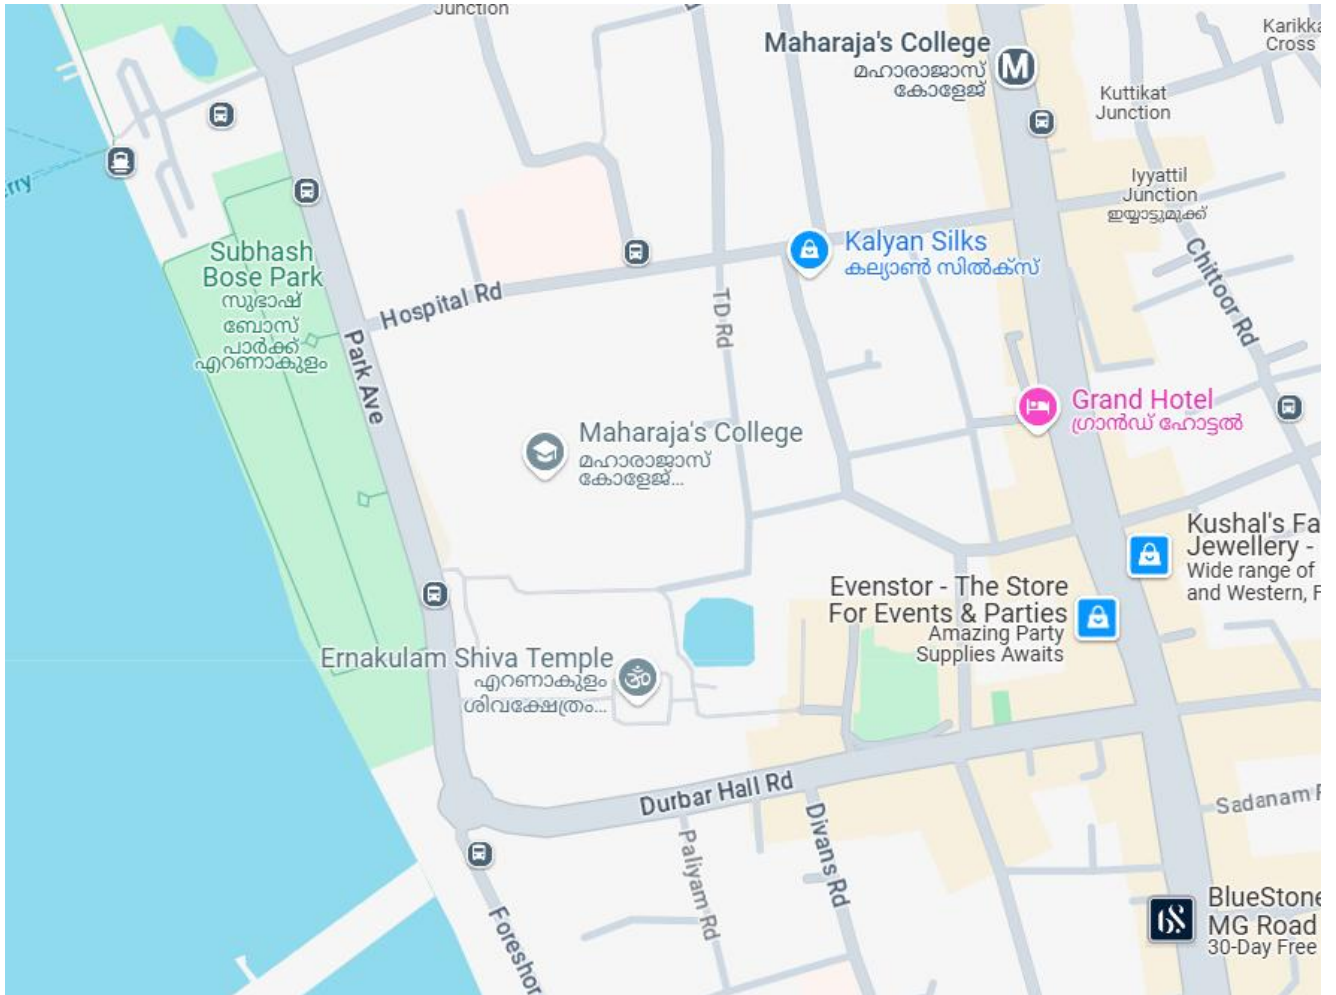 Junction
Maharaja's College
മഹാരാജാസ്
കോളേജ്
Karikka
Cross
Kuttikat
Junction
Iyyattil
Junction
ഇയ്യാട്ടുമുക്ക്
rry
Subhash
Bose Park
സുഭാഷ്
ബോസ്
പാർക്ക്
എറണാകുളം
Kalyan Silks
കല്യാൺ സിൽക്സ്
Chittoor Rd
Hospital Rd
TD Rd
Park Ave
Grand Hotel
ഗ്രാൻഡ് ഹോട്ടൽ
Maharaja's College
മഹാരാജാസ്
കോളേജ്...
Kushal's Fa
Jewellery -
Wide range of
and Western, F
Evenstor - The Store
For Events & Parties
Amazing Party
Supplies Awaits
Ernakulam Shiva Temple
എറണാകുളം
ശിവക്ഷേത്രം...
Durbar Hall Rd
Sadanam
Divans Rd
Paliyam Rd
Foreshor
BlueStone
MG Road
30-Day Free